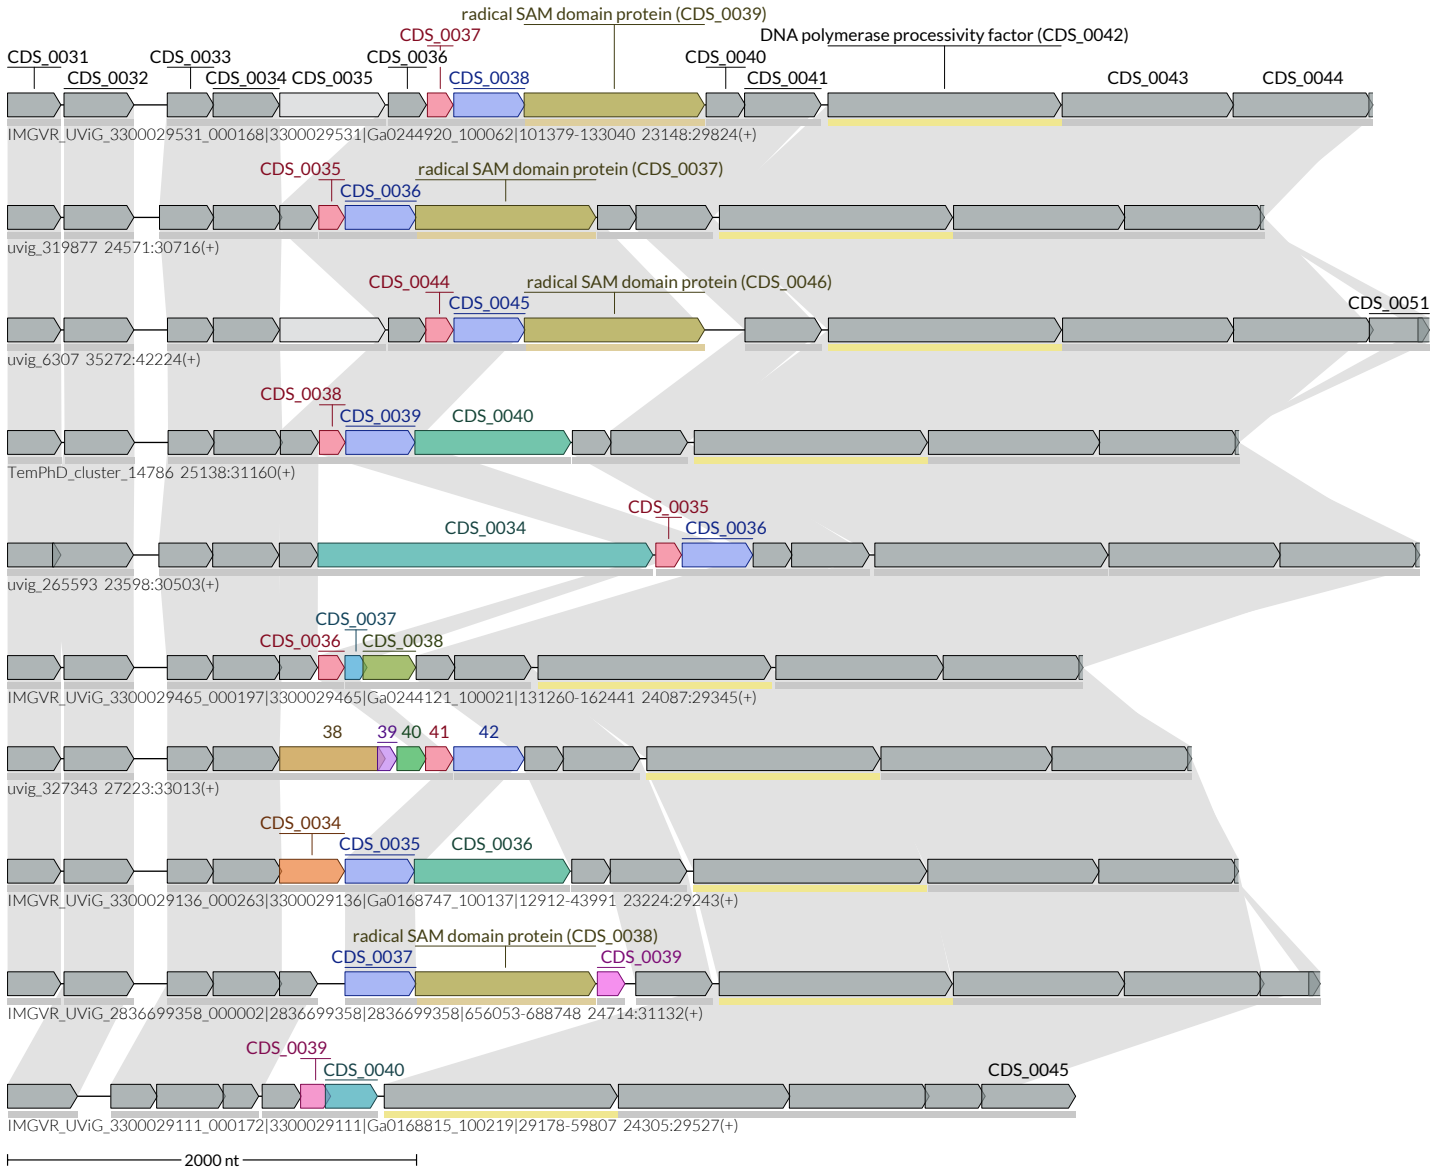 radical SAM domain protein (CDS_0039)
CDS_0037 DNA polymerase processivity factor (CDS_0042)
CDS_0031 CDS_0033 CDS_0036 CDS_0040
CDS_0032 CDS_0034 CDS_0035 CDS_0038 CDS_0041 CDS_0043 CDS_0044
IMGVR_UViG_3300029531_000168|3300029531|Ga0244920_100062|101379-133040 23148:29824(+)
CDS_0035 radical SAM domain protein (CDS_0037)
CDS_0036
uvig_319877 24571:30716(+)
CDS_0044 radical SAM domain protein (CDS_0046)
CDS_0045 CDS_0051
uvig_6307 35272:42224(+)
CDS_0038
CDS_0039 CDS_0040
TemPhD_cluster_14786 25138:31160(+)
CDS_0035
CDS_0034 CDS_0036
uvig_265593 23598:30503(+)
CDS_0037
CDS_0036 CDS_0038
IMGVR_UViG_3300029465_000197|3300029465|Ga0244121_100021|131260-162441 24087:29345(+)
38 39 40 41 42
uvig_327343 27223:33013(+)
CDS_0034
CDS_0035 CDS_0036
IMGVR_UViG_3300029136_000263|3300029136|Ga0168747_100137|12912-43991 23224:29243(+)
radical SAM domain protein (CDS_0038)
CDS_0037 CDS_0039
IMGVR_UViG_2836699358_000002|2836699358|2836699358|656053-688748 24714:31132(+)
CDS_0039
CDS_0040 CDS_0045
IMGVR_UViG_3300029111_000172|3300029111|Ga0168815_100219|29178-59807 24305:29527(+)
2000 nt